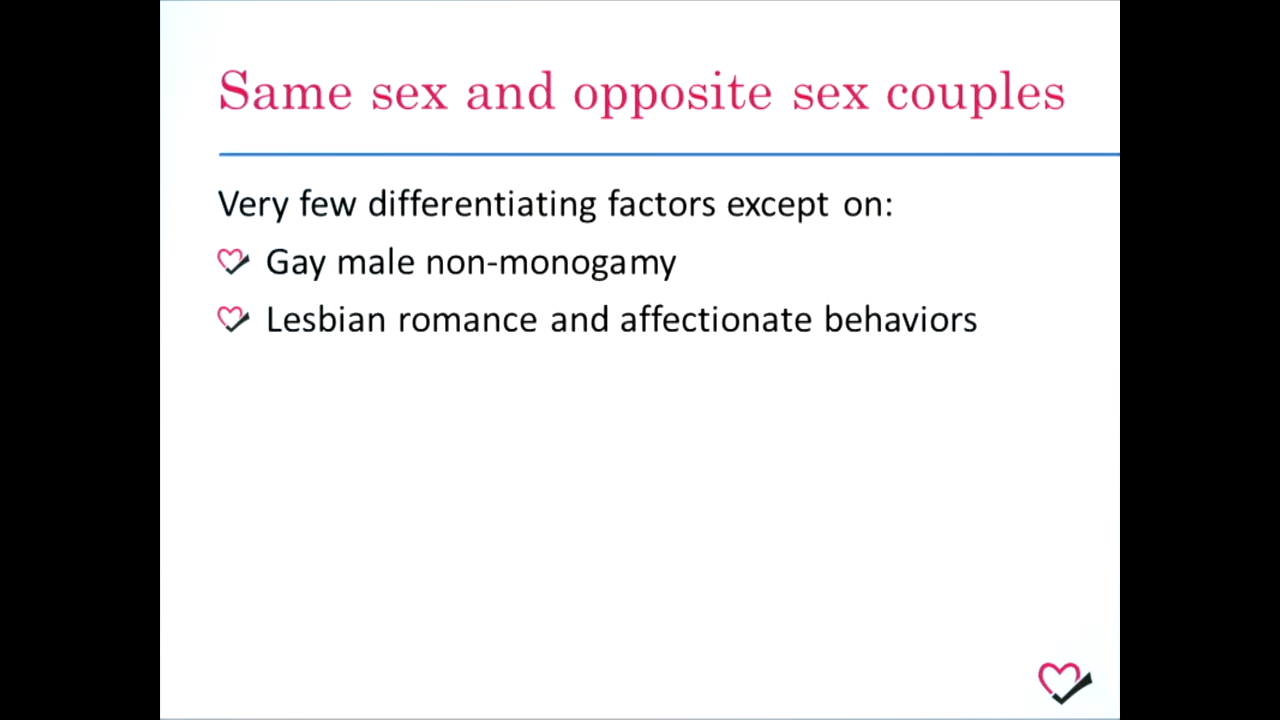 Same sex and opposite sex couples
Very few differentiating factors except on:
Gay male non-monogamy
Lesbian romance and affectionate behaviors